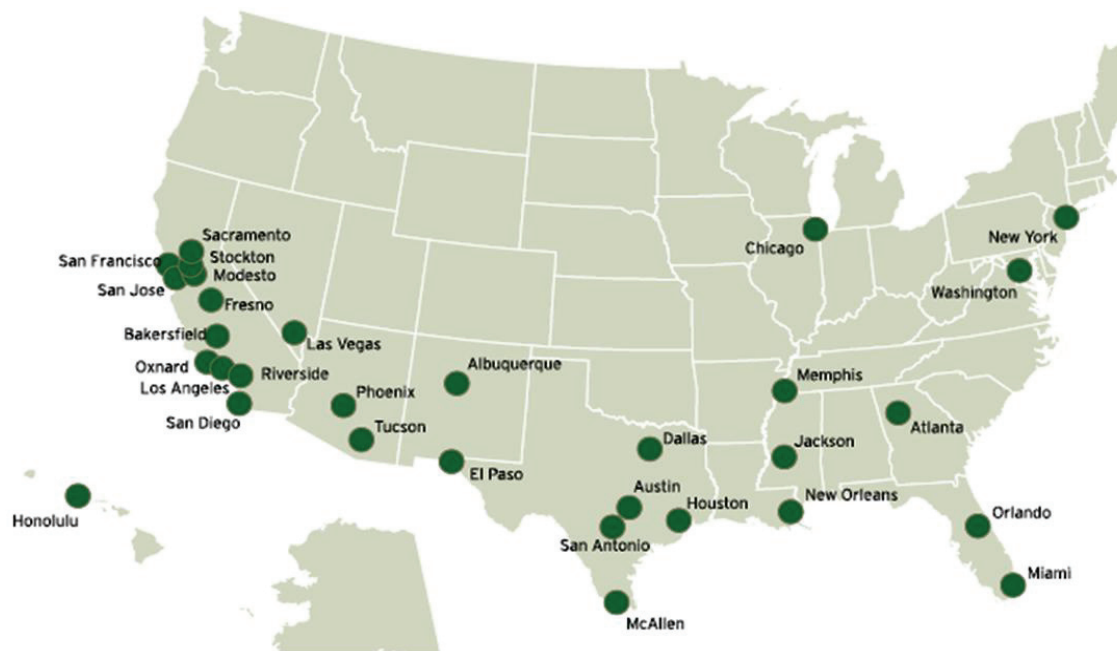 New York
Chicago
Sacramento
Stockton
San Francisco
Modesto
Washington
San Jose
Fresno
Bakersfield
Las Vegas
Albuquerque
Oxnard
Riverside
Memphis
Los Angeles
Phoenix
San Diego
Tucson
Atlanta
Dallas
Jackson
El Paso
Austin
New Orleans
Houston
Orlando
Honolulu
San Antonio
Miami
McAllen